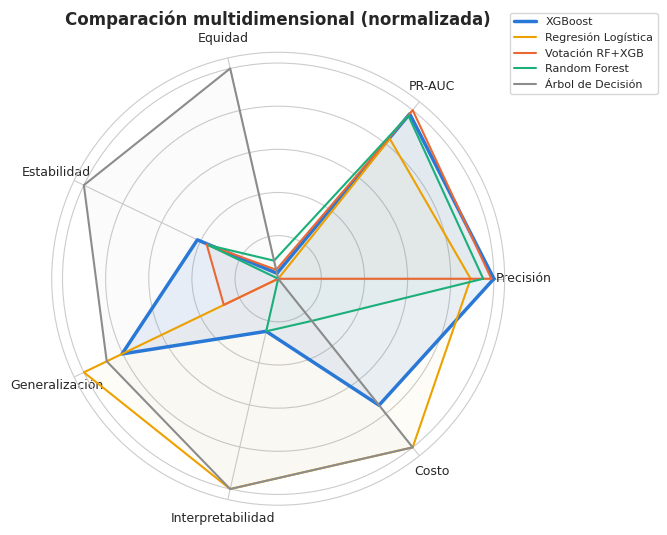 Comparación multidimensional (normalizada)
XGBoost
Regresión Logística
Votación RF+XGB
Random Forest
Árbol de Decisión
Equidad
PR-AUC
Estabilidad
Precisión
Generalización
Costo
Interpretabilidad